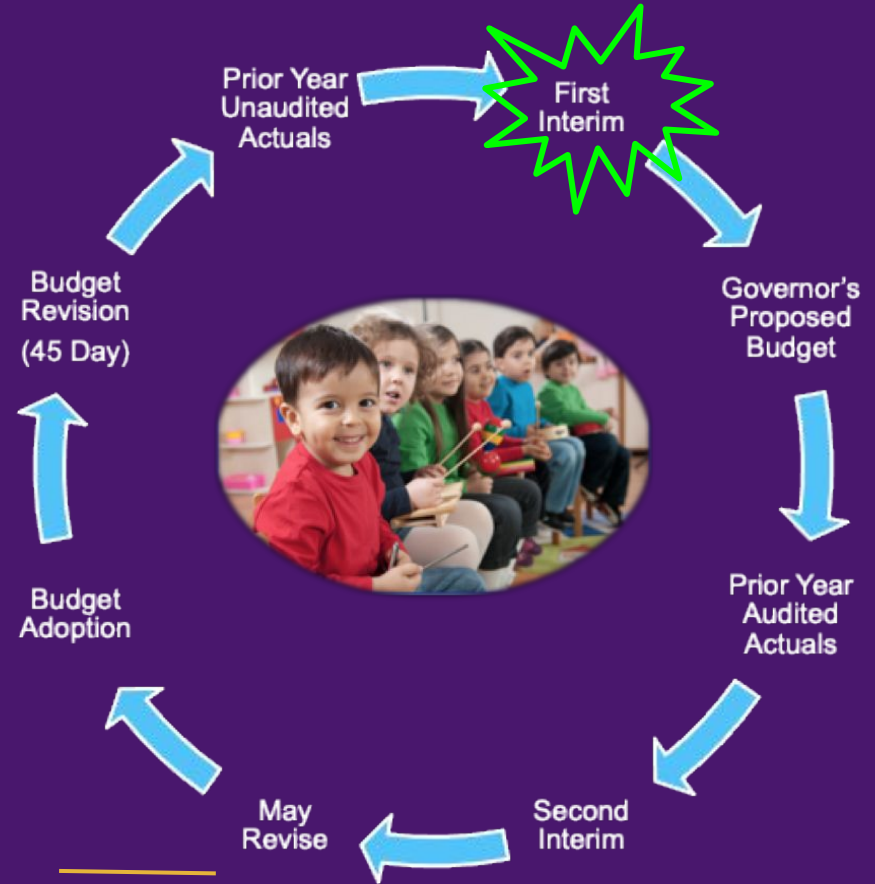 Prior Year
Unaudited
Actuals
First
Interim
Governor's
Proposed
Budget
Prior Year
Audited
Actuals
Second
Interim
May
Revise
Budget
Adoption
Budget
Revision
(45 Day)